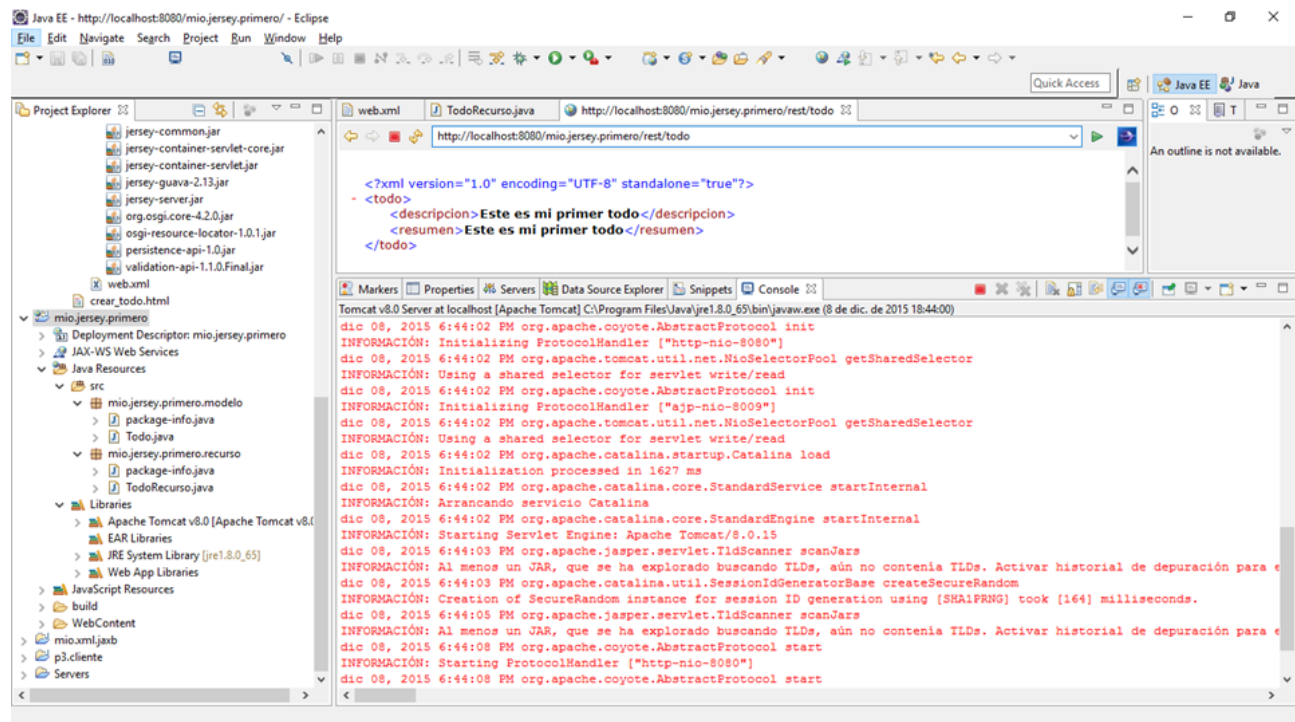 Java EE - http://localhost:8080/mio.jersey.primero/ - Eclipse
File Edit Navigate Search Project Run Window Help
Quick Access
Java EE
Java
Project Explorer
jersey-common.jar
jersey-container-servlet-core.jar
jersey-container-servlet.jar
jersey-guava-2.13.jar
jersey-server.jar
org.osgi.core-4.2.0.jar
osgi-resource-locator-1.0.1.jar
persistence-api-1.0.jar
validation-api-1.1.0.Final.jar
web.xml
crear_todo.html
mio.jersey.primero
Deployment Descriptor: mio.jersey.primero
JAX-WS Web Services
Java Resources
src
mio.jersey.primero.modelo
package-info.java
Todo.java
mio.jersey.primero.recurso
package-info.java
TodoRecurso.java
Libraries
Apache Tomcat v8.0 [Apache Tomcat v8.0
EAR Libraries
JRE System Library [jre1.8.0_65]
Web App Libraries
JavaScript Resources
build
WebContent
mio.xml.jaxb
p3.cliente
Servers
web.xml TodoRecurso.java http://localhost:8080/mio.jersey.primero/rest/todo
http://localhost:8080/mio.jersey.primero/rest/todo
<?xml version="1.0" encoding="UTF-8" standalone="true"?>
- <todo>
<descripcion>Este es mi primer todo</descripcion>
<resumen>Este es mi primer todo</resumen>
</todo>
O T
An outline is not available.
Markers Properties Servers Data Source Explorer Snippets Console
Tomcat v8.0 Server at localhost [Apache Tomcat] C:\Program Files\Java\jre1.8.0_65\bin\javaw.exe (8 de dic. de 2015 18:44:00)
dic 08, 2015 6:44:02 PM org.apache.coyote.AbstractProtocol init
INFORMACIÓN: Initializing ProtocolHandler ["http-nio-8080"]
dic 08, 2015 6:44:02 PM org.apache.tomcat.util.net.NioSelectorPool getSharedSelector
INFORMACIÓN: Using a shared selector for servlet write/read
dic 08, 2015 6:44:02 PM org.apache.coyote.AbstractProtocol init
INFORMACIÓN: Initializing ProtocolHandler ["ajp-nio-8009"]
dic 08, 2015 6:44:02 PM org.apache.tomcat.util.net.NioSelectorPool getSharedSelector
INFORMACIÓN: Using a shared selector for servlet write/read
dic 08, 2015 6:44:02 PM org.apache.catalina.startup.Catalina load
INFORMACIÓN: Initialization processed in 1627 ms
dic 08, 2015 6:44:02 PM org.apache.catalina.core.StandardService startInternal
INFORMACIÓN: Arrancando servicio Catalina
dic 08, 2015 6:44:02 PM org.apache.catalina.core.StandardEngine startInternal
INFORMACIÓN: Starting Servlet Engine: Apache Tomcat/8.0.15
dic 08, 2015 6:44:03 PM org.apache.jasper.servlet.TldScanner scanJars
INFORMACIÓN: Al menos un JAR, que se ha explorado buscando TLDs, aún no contenía TLDs. Activar historial de depuración para e
dic 08, 2015 6:44:03 PM org.apache.catalina.util.SessionIdGeneratorBase createSecureRandom
INFORMACIÓN: Creation of SecureRandom instance for session ID generation using [SHA1PRNG] took [164] milliseconds.
dic 08, 2015 6:44:05 PM org.apache.jasper.servlet.TldScanner scanJars
INFORMACIÓN: Al menos un JAR, que se ha explorado buscando TLDs, aún no contenía TLDs. Activar historial de depuración para e
dic 08, 2015 6:44:08 PM org.apache.coyote.AbstractProtocol start
INFORMACIÓN: Starting ProtocolHandler ["http-nio-8080"]
dic 08, 2015 6:44:08 PM org.apache.coyote.AbstractProtocol start